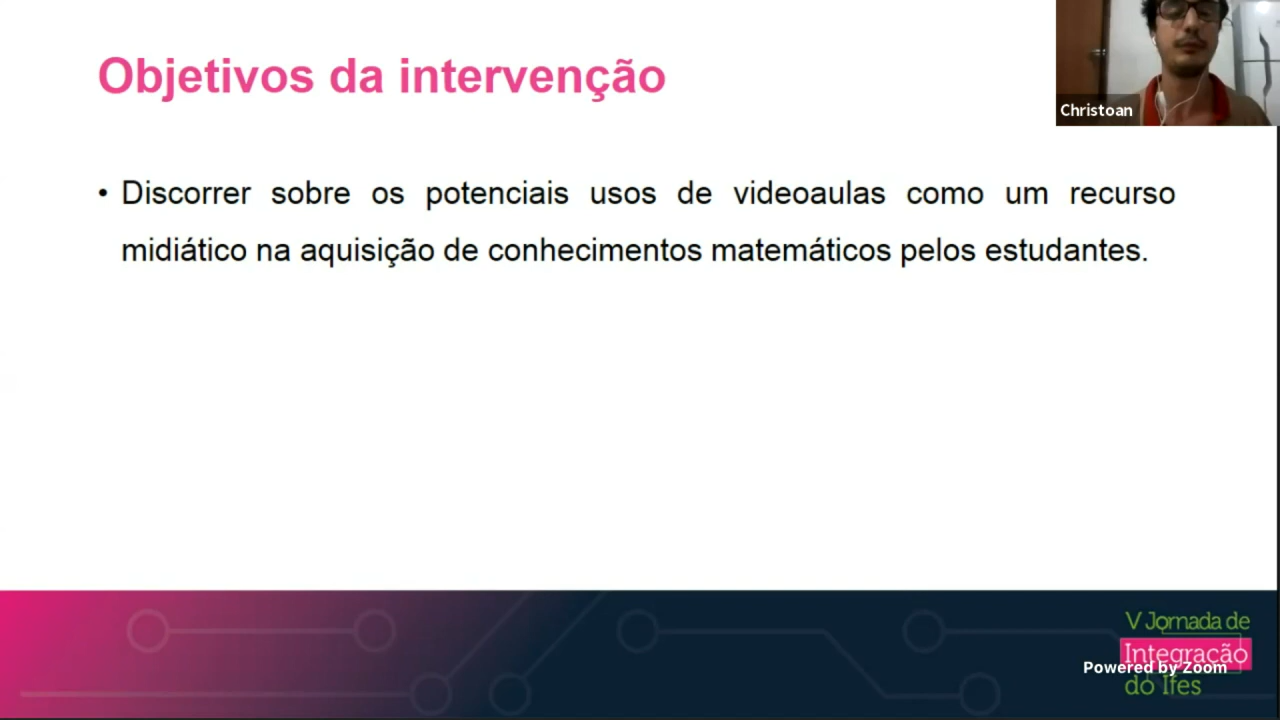 Objetivos da intervenção
Christoan
• Discorrer sobre os potenciais usos de videoaulas como um recurso
midiático na aquisição de conhecimentos matemáticos pelos estudantes.
V Jornada de
Integração
Powered by Zoom
do Ifes